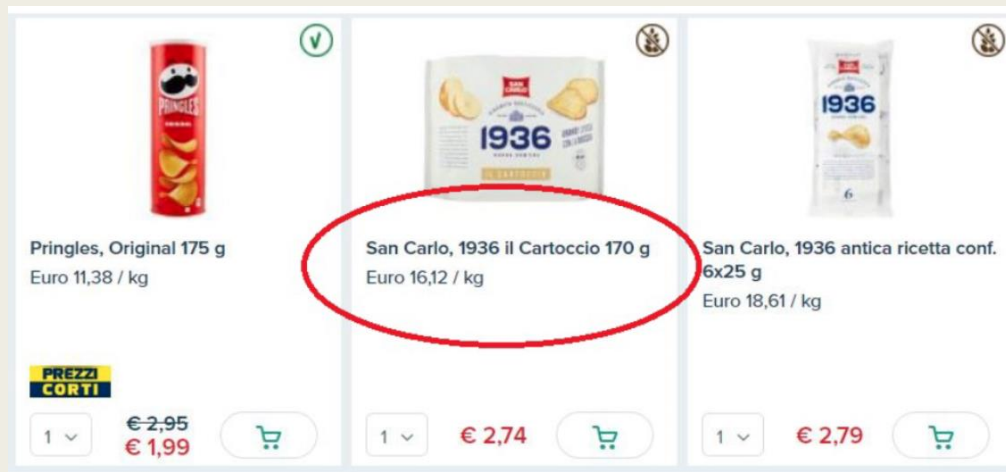 PRINGLES
ORIGINAL
Pringles, Original 175 g
Euro 11,38 / kg
PREZZI
CORTI
1
€ 2,95
€ 1,99
SAN
CARLO
1936
IL CARTOCCIO
San Carlo, 1936 il Cartoccio 170 g
Euro 16,12 / kg
1
€ 2,74
SAN
CARLO
1936
6
San Carlo, 1936 antica ricetta conf.
6x25 g
Euro 18,61 / kg
1
€ 2,79